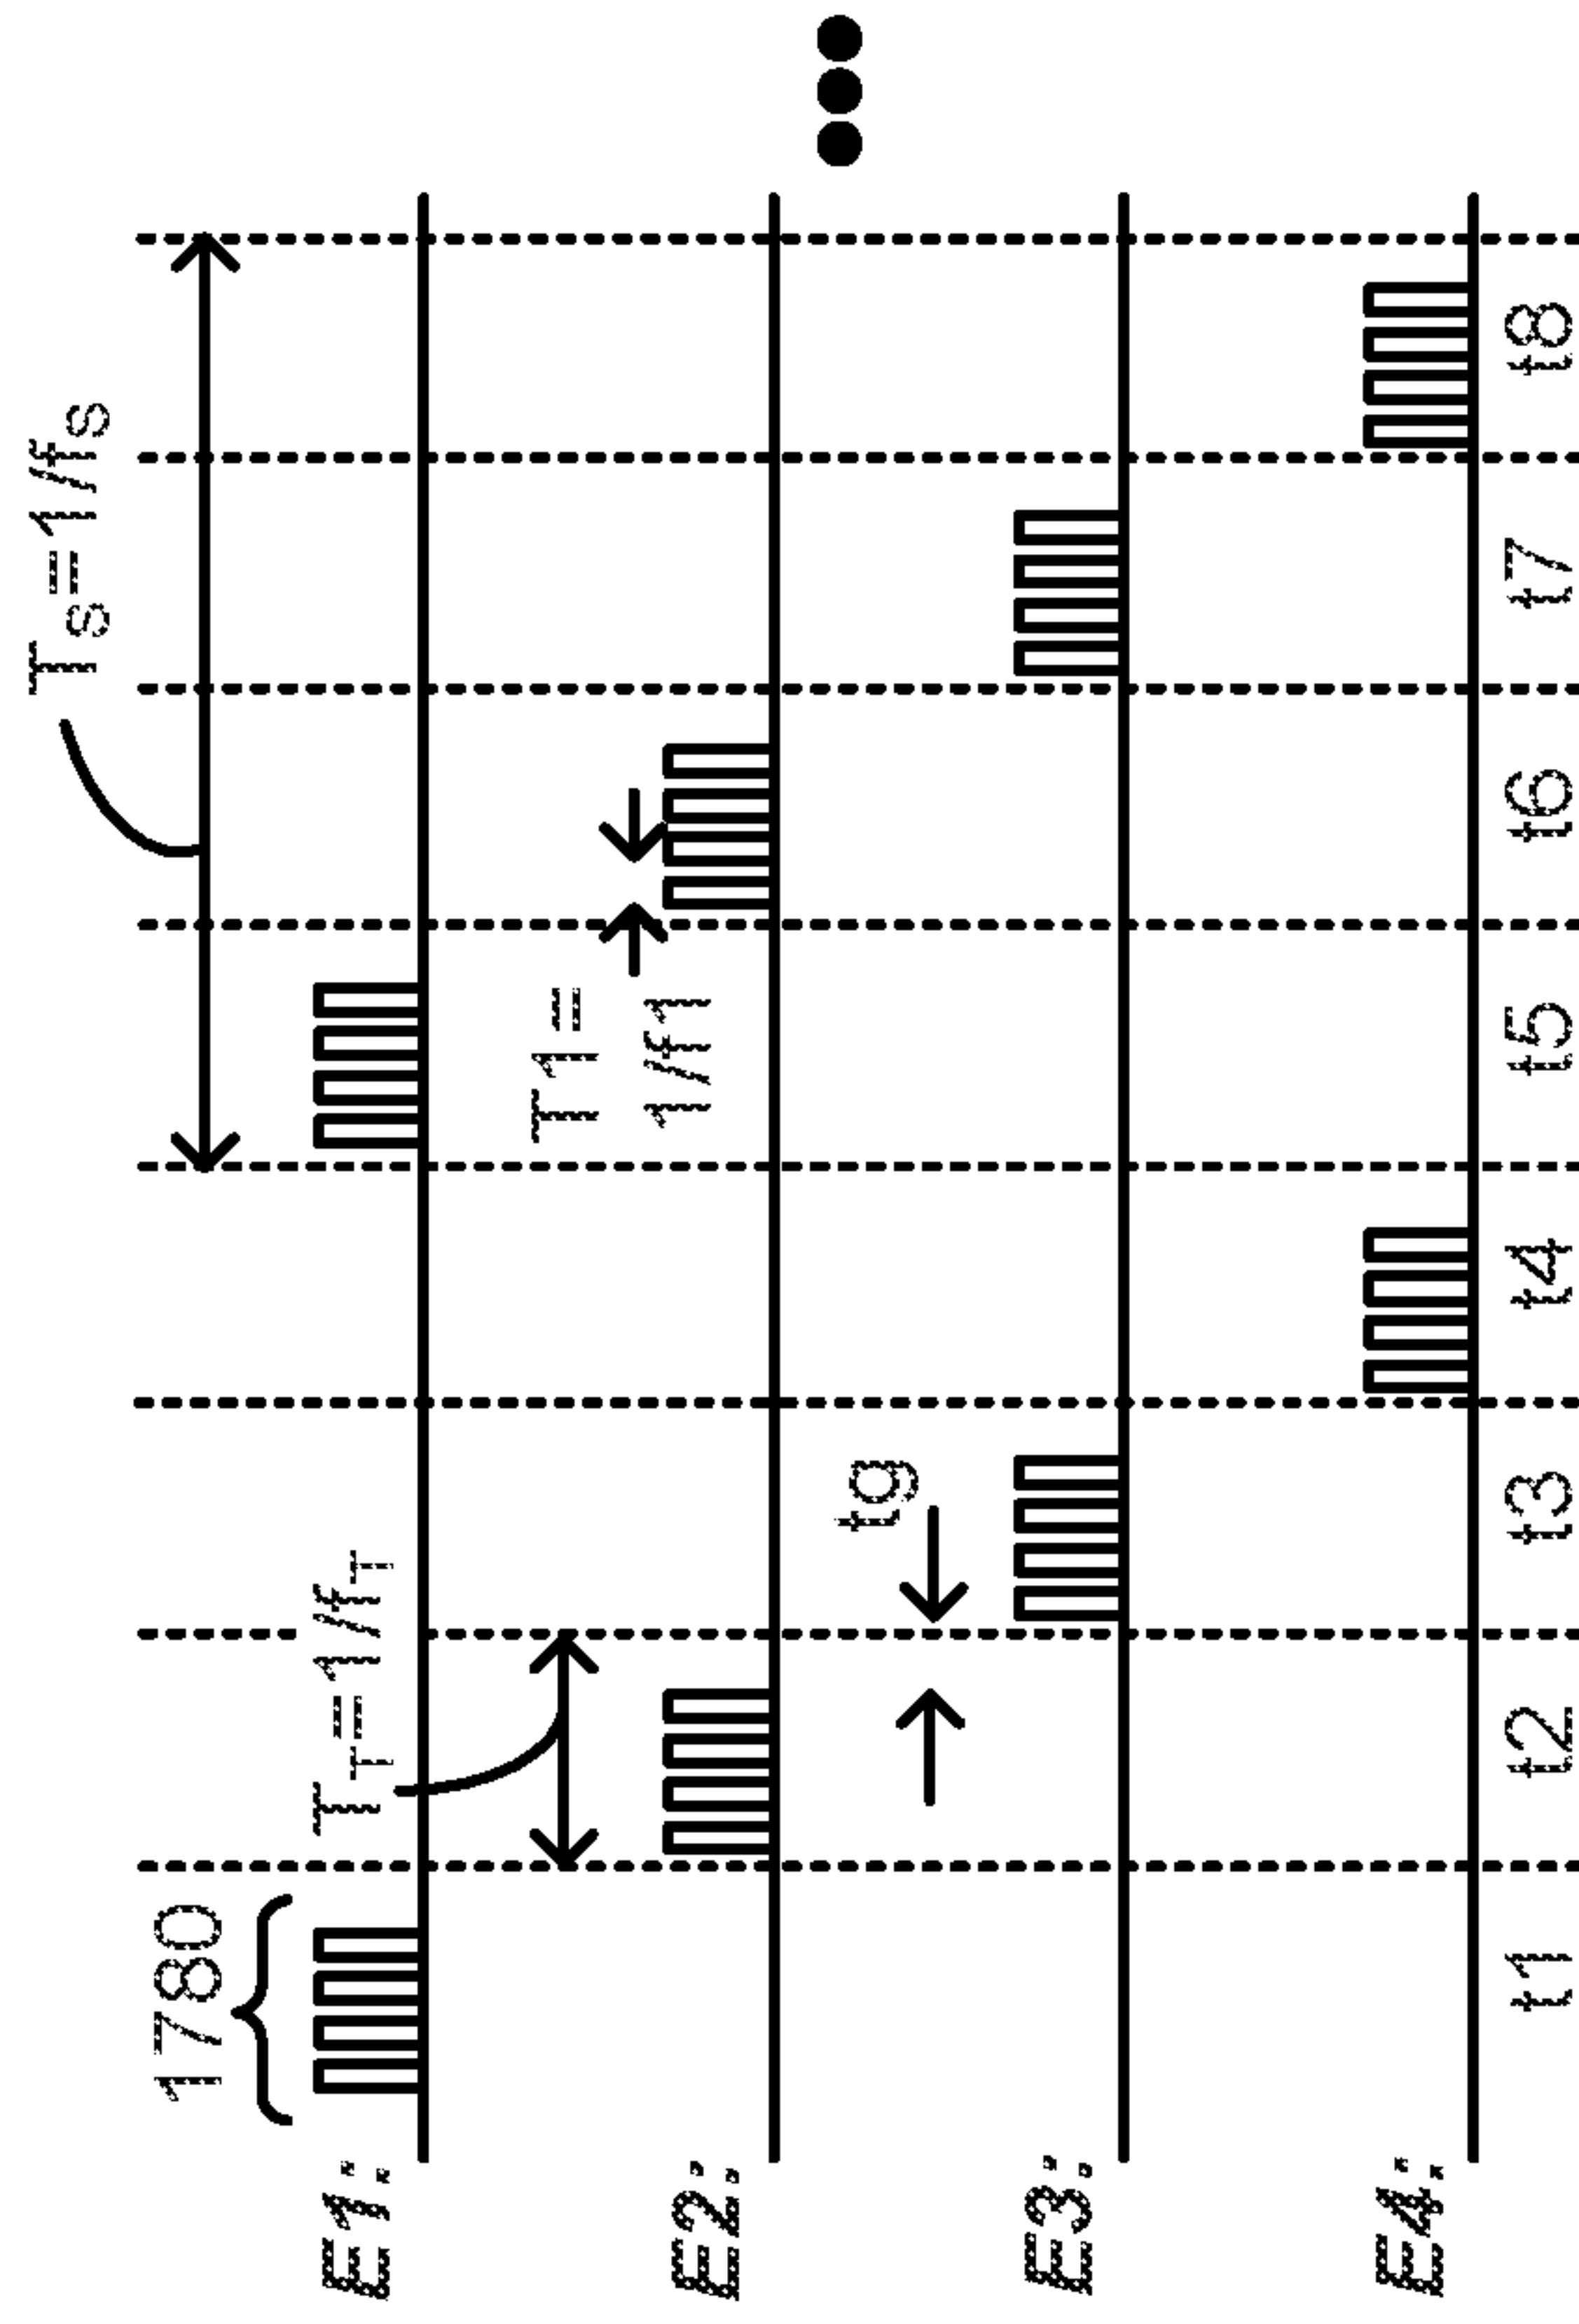 1780
TT=1/fT
Ts=1/fs
E1:
T1=
1/f1
E2:
tg
E3:
E4:
t1 t2 t3 t4 t5 t6 t7 t8